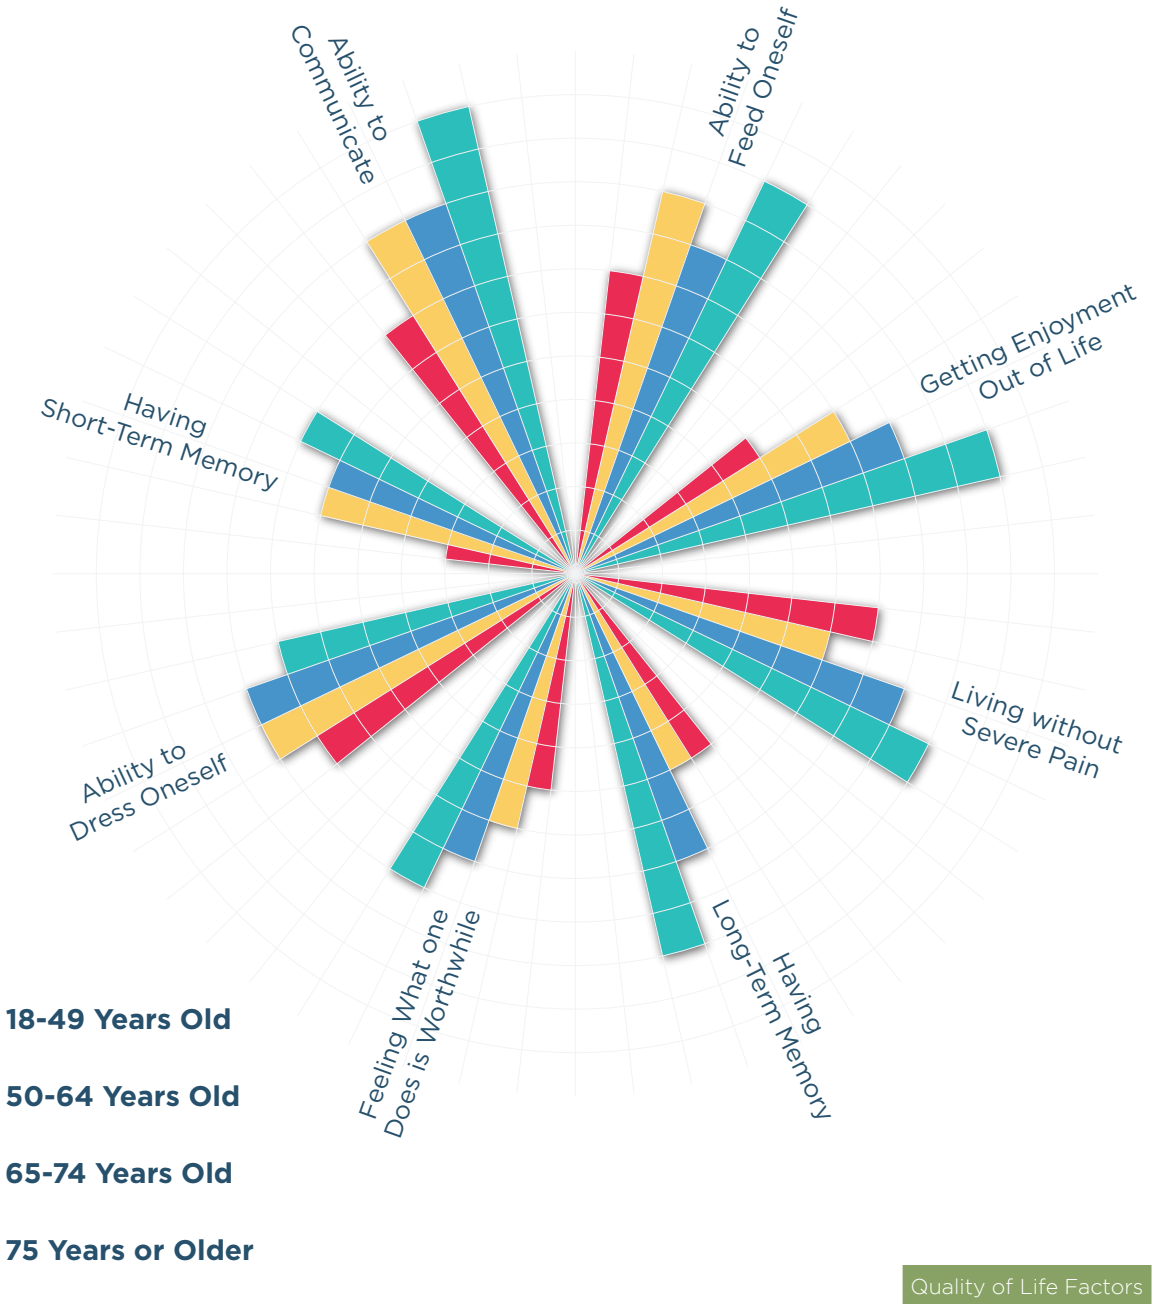 Ability to
Communicate
Ability to
Feed Oneself
Getting Enjoyment
Out of Life
Having
Short-Term Memory
Living without
Severe Pain
Ability to
Dress Oneself
Feeling What one
Does is Worthwhile
Having
Long-Term Memory
18-49 Years Old
50-64 Years Old
65-74 Years Old
75 Years or Older
Quality of Life Factors